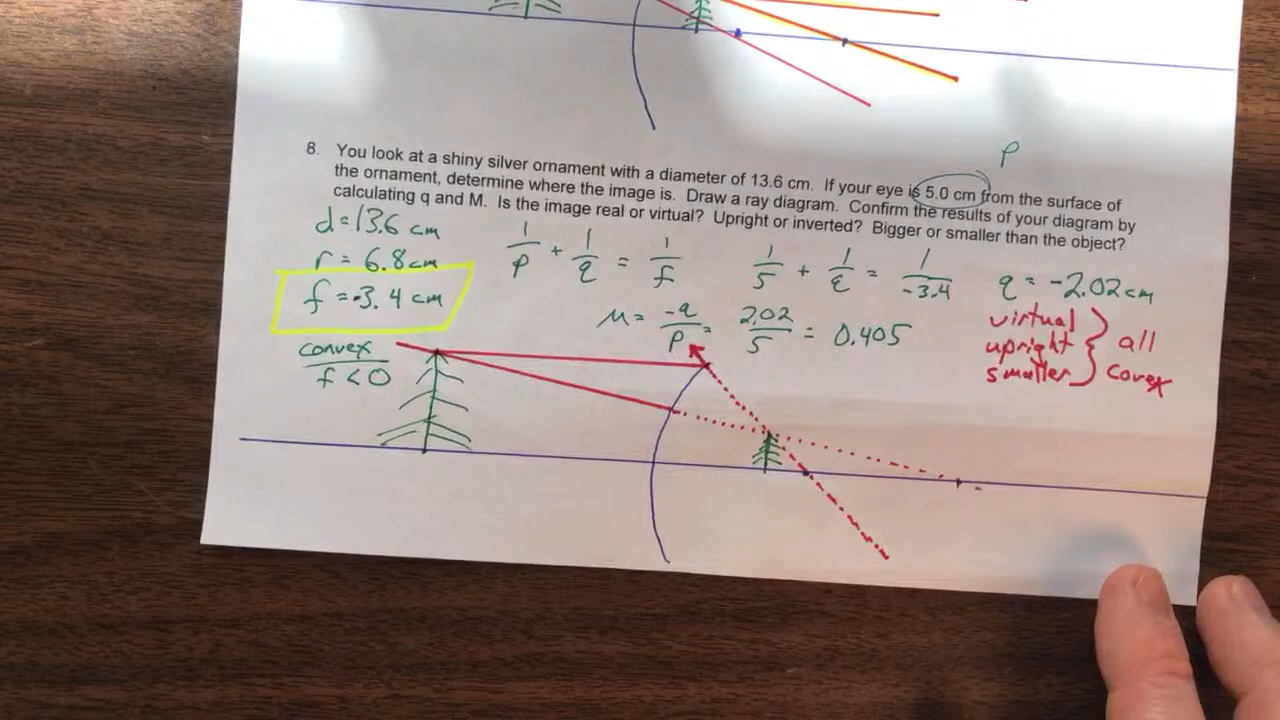 P
8. You look at a shiny silver ornament with a diameter of 13.6 cm. If your eye is 5.0 cm from the surface of
the ornament, determine where the image is. Draw a ray diagram. Confirm the results of your diagram by
calculating q and M. Is the image real or virtual? Upright or inverted? Bigger or smaller than the object?
d = 13.6 cm
r = 6.8 cm
f = -3.4 cm
convex
f < 0
1/p + 1/q = 1/f
1/5 + 1/q = 1/-3.4
q = -2.02 cm
M = -q/p = 2.02/5 = 0.405
virtual
upright } all
smaller covex